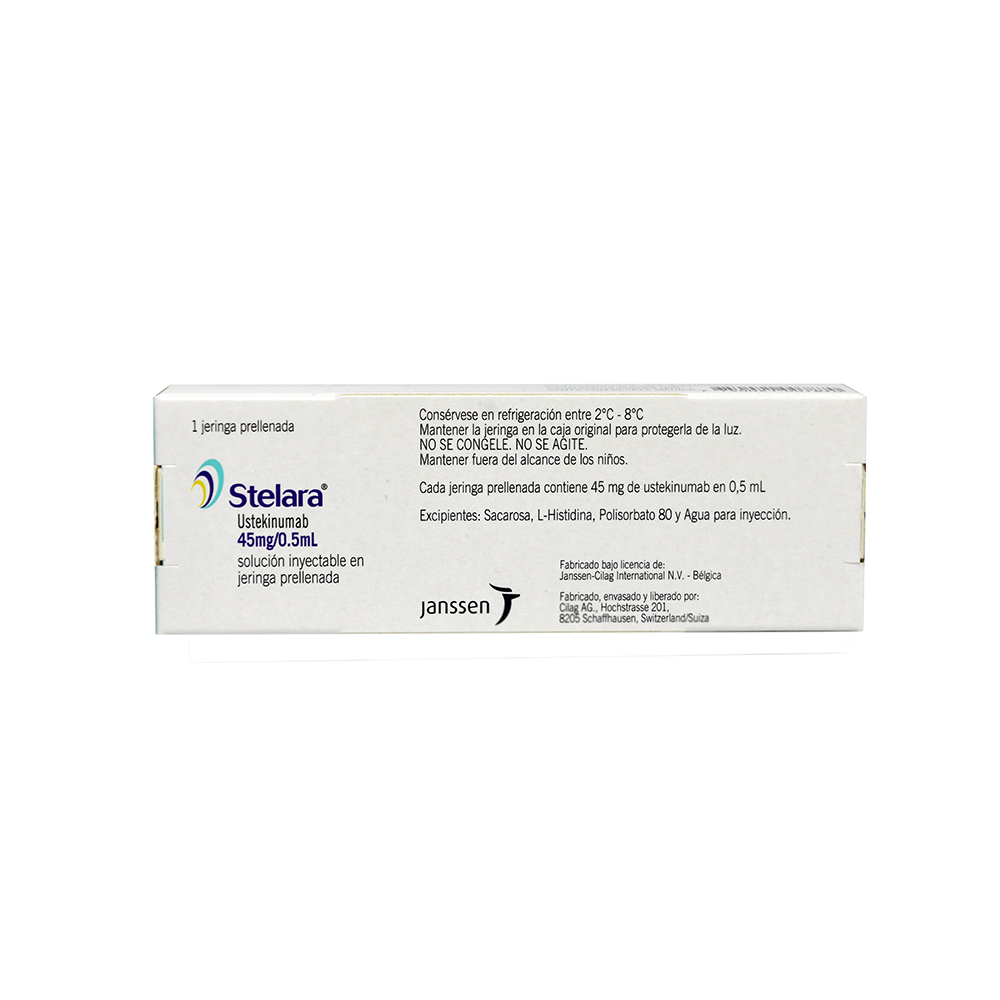 1 jeringa prellenada
Stelara®
Ustekinumab
45mg/0.5mL
solución inyectable en
jeringa prellenada
Consérvese en refrigeración entre 2°C - 8°C
Mantener la jeringa en la caja original para protegerla de la luz.
NO SE CONGELE. NO SE AGITE.
Mantener fuera del alcance de los niños.
Cada jeringa prellenada contiene 45 mg de ustekinumab en 0,5 mL
Excipientes: Sacarosa, L-Histidina, Polisorbato 80 y Agua para inyección.
janssen
Fabricado bajo licencia de:
Janssen-Cilag International N.V. - Bélgica
Fabricado, envasado y liberado por:
Cilag AG., Hochstrasse 201,
8205 Schaffhausen, Switzerland/Suiza